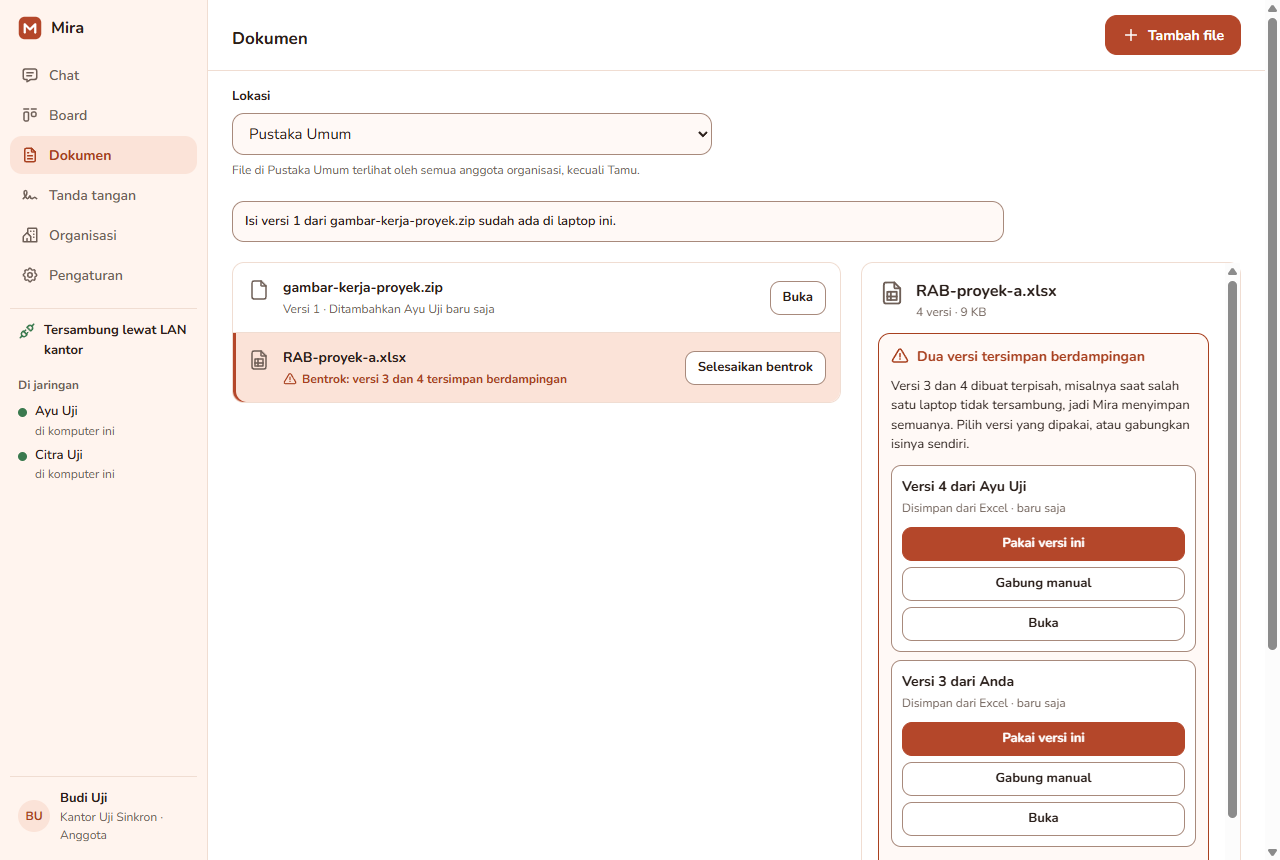 Mira
Chat
Board
Dokumen
Tanda tangan
Organisasi
Pengaturan
Tersambung lewat LAN
kantor
Di jaringan
Ayu Uji
di komputer ini
Citra Uji
di komputer ini
BU
Budi Uji
Kantor Uji Sinkron ·
Anggota
Dokumen
Tambah file
Lokasi
Pustaka Umum
File di Pustaka Umum terlihat oleh semua anggota organisasi, kecuali Tamu.
Isi versi 1 dari gambar-kerja-proyek.zip sudah ada di laptop ini.
gambar-kerja-proyek.zip
Versi 1 · Ditambahkan Ayu Uji baru saja
Buka
RAB-proyek-a.xlsx
Bentrok: versi 3 dan 4 tersimpan berdampingan
Selesaikan bentrok
RAB-proyek-a.xlsx
4 versi · 9 KB
Dua versi tersimpan berdampingan
Versi 3 dan 4 dibuat terpisah, misalnya saat salah
satu laptop tidak tersambung, jadi Mira menyimpan
semuanya. Pilih versi yang dipakai, atau gabungkan
isinya sendiri.
Versi 4 dari Ayu Uji
Disimpan dari Excel · baru saja
Pakai versi ini
Gabung manual
Buka
Versi 3 dari Anda
Disimpan dari Excel · baru saja
Pakai versi ini
Gabung manual
Buka